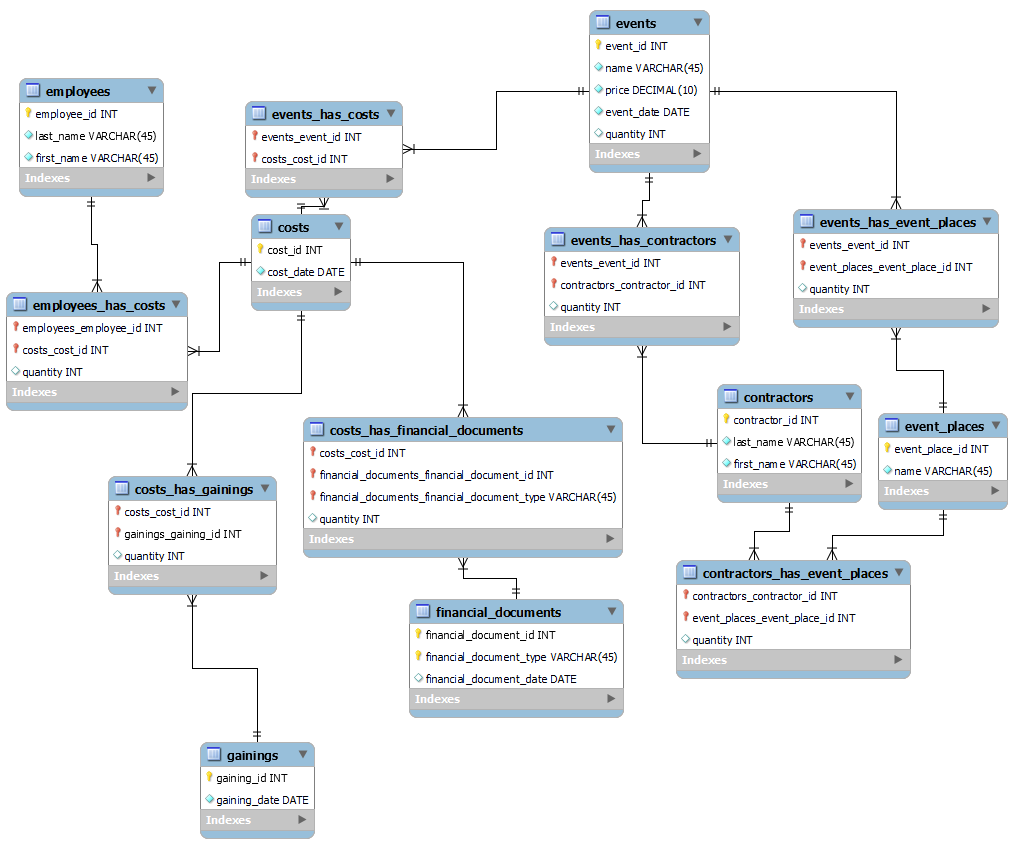 events
event_id INT
name VARCHAR(45)
price DECIMAL(10)
event_date DATE
quantity INT
Indexes
employees
employee_id INT
last_name VARCHAR(45)
first_name VARCHAR(45)
Indexes
events_has_costs
events_event_id INT
costs_cost_id INT
Indexes
costs
cost_id INT
cost_date DATE
Indexes
events_has_contractors
events_event_id INT
contractors_contractor_id INT
quantity INT
Indexes
events_has_event_places
events_event_id INT
event_places_event_place_id INT
quantity INT
Indexes
employees_has_costs
employees_employee_id INT
costs_cost_id INT
quantity INT
Indexes
costs_has_financial_documents
costs_cost_id INT
financial_documents_financial_document_id INT
financial_documents_financial_document_type VARCHAR(45)
quantity INT
Indexes
contractors
contractor_id INT
last_name VARCHAR(45)
first_name VARCHAR(45)
Indexes
event_places
event_place_id INT
name VARCHAR(45)
Indexes
costs_has_gainings
costs_cost_id INT
gainings_gaining_id INT
quantity INT
Indexes
contractors_has_event_places
contractors_contractor_id INT
event_places_event_place_id INT
quantity INT
Indexes
financial_documents
financial_document_id INT
financial_document_type VARCHAR(45)
financial_document_date DATE
Indexes
gainings
gaining_id INT
gaining_date DATE
Indexes